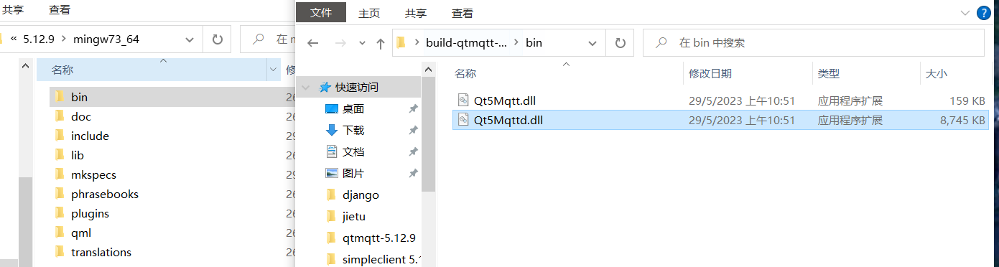 共享 查看
« 5.12.9 > mingw73_64
在
名称
bin 26
doc 26
include 29
lib 26
mkspecs 29
phrasebooks 26
plugins 26
qml 26
translations 26
文件 主页 共享 查看
build-qtmqtt-... > bin
在 bin 中搜索
快速访问
桌面
下载
文档
图片
django
jietu
qtmqtt-5.12.9
simpleclient 5.
名称 修改日期 类型 大小
Qt5Mqtt.dll 29/5/2023 上午10:51 应用程序扩展 159 KB
Qt5Mqttd.dll 29/5/2023 上午10:51 应用程序扩展 8,745 KB